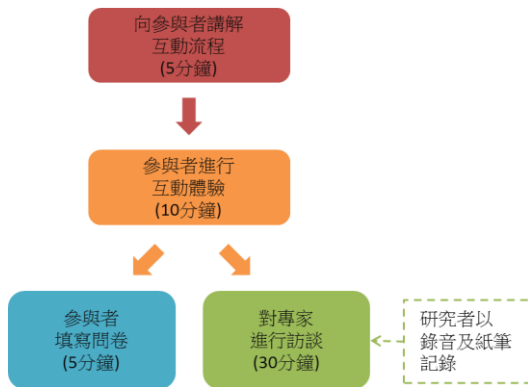 向參與者講解
互動流程
(5分鐘)
參與者進行
互動體驗
(10分鐘)
參與者
填寫問卷
(5分鐘)
對專家
進行訪談
(30分鐘)
研究者以
錄音及紙筆
記錄